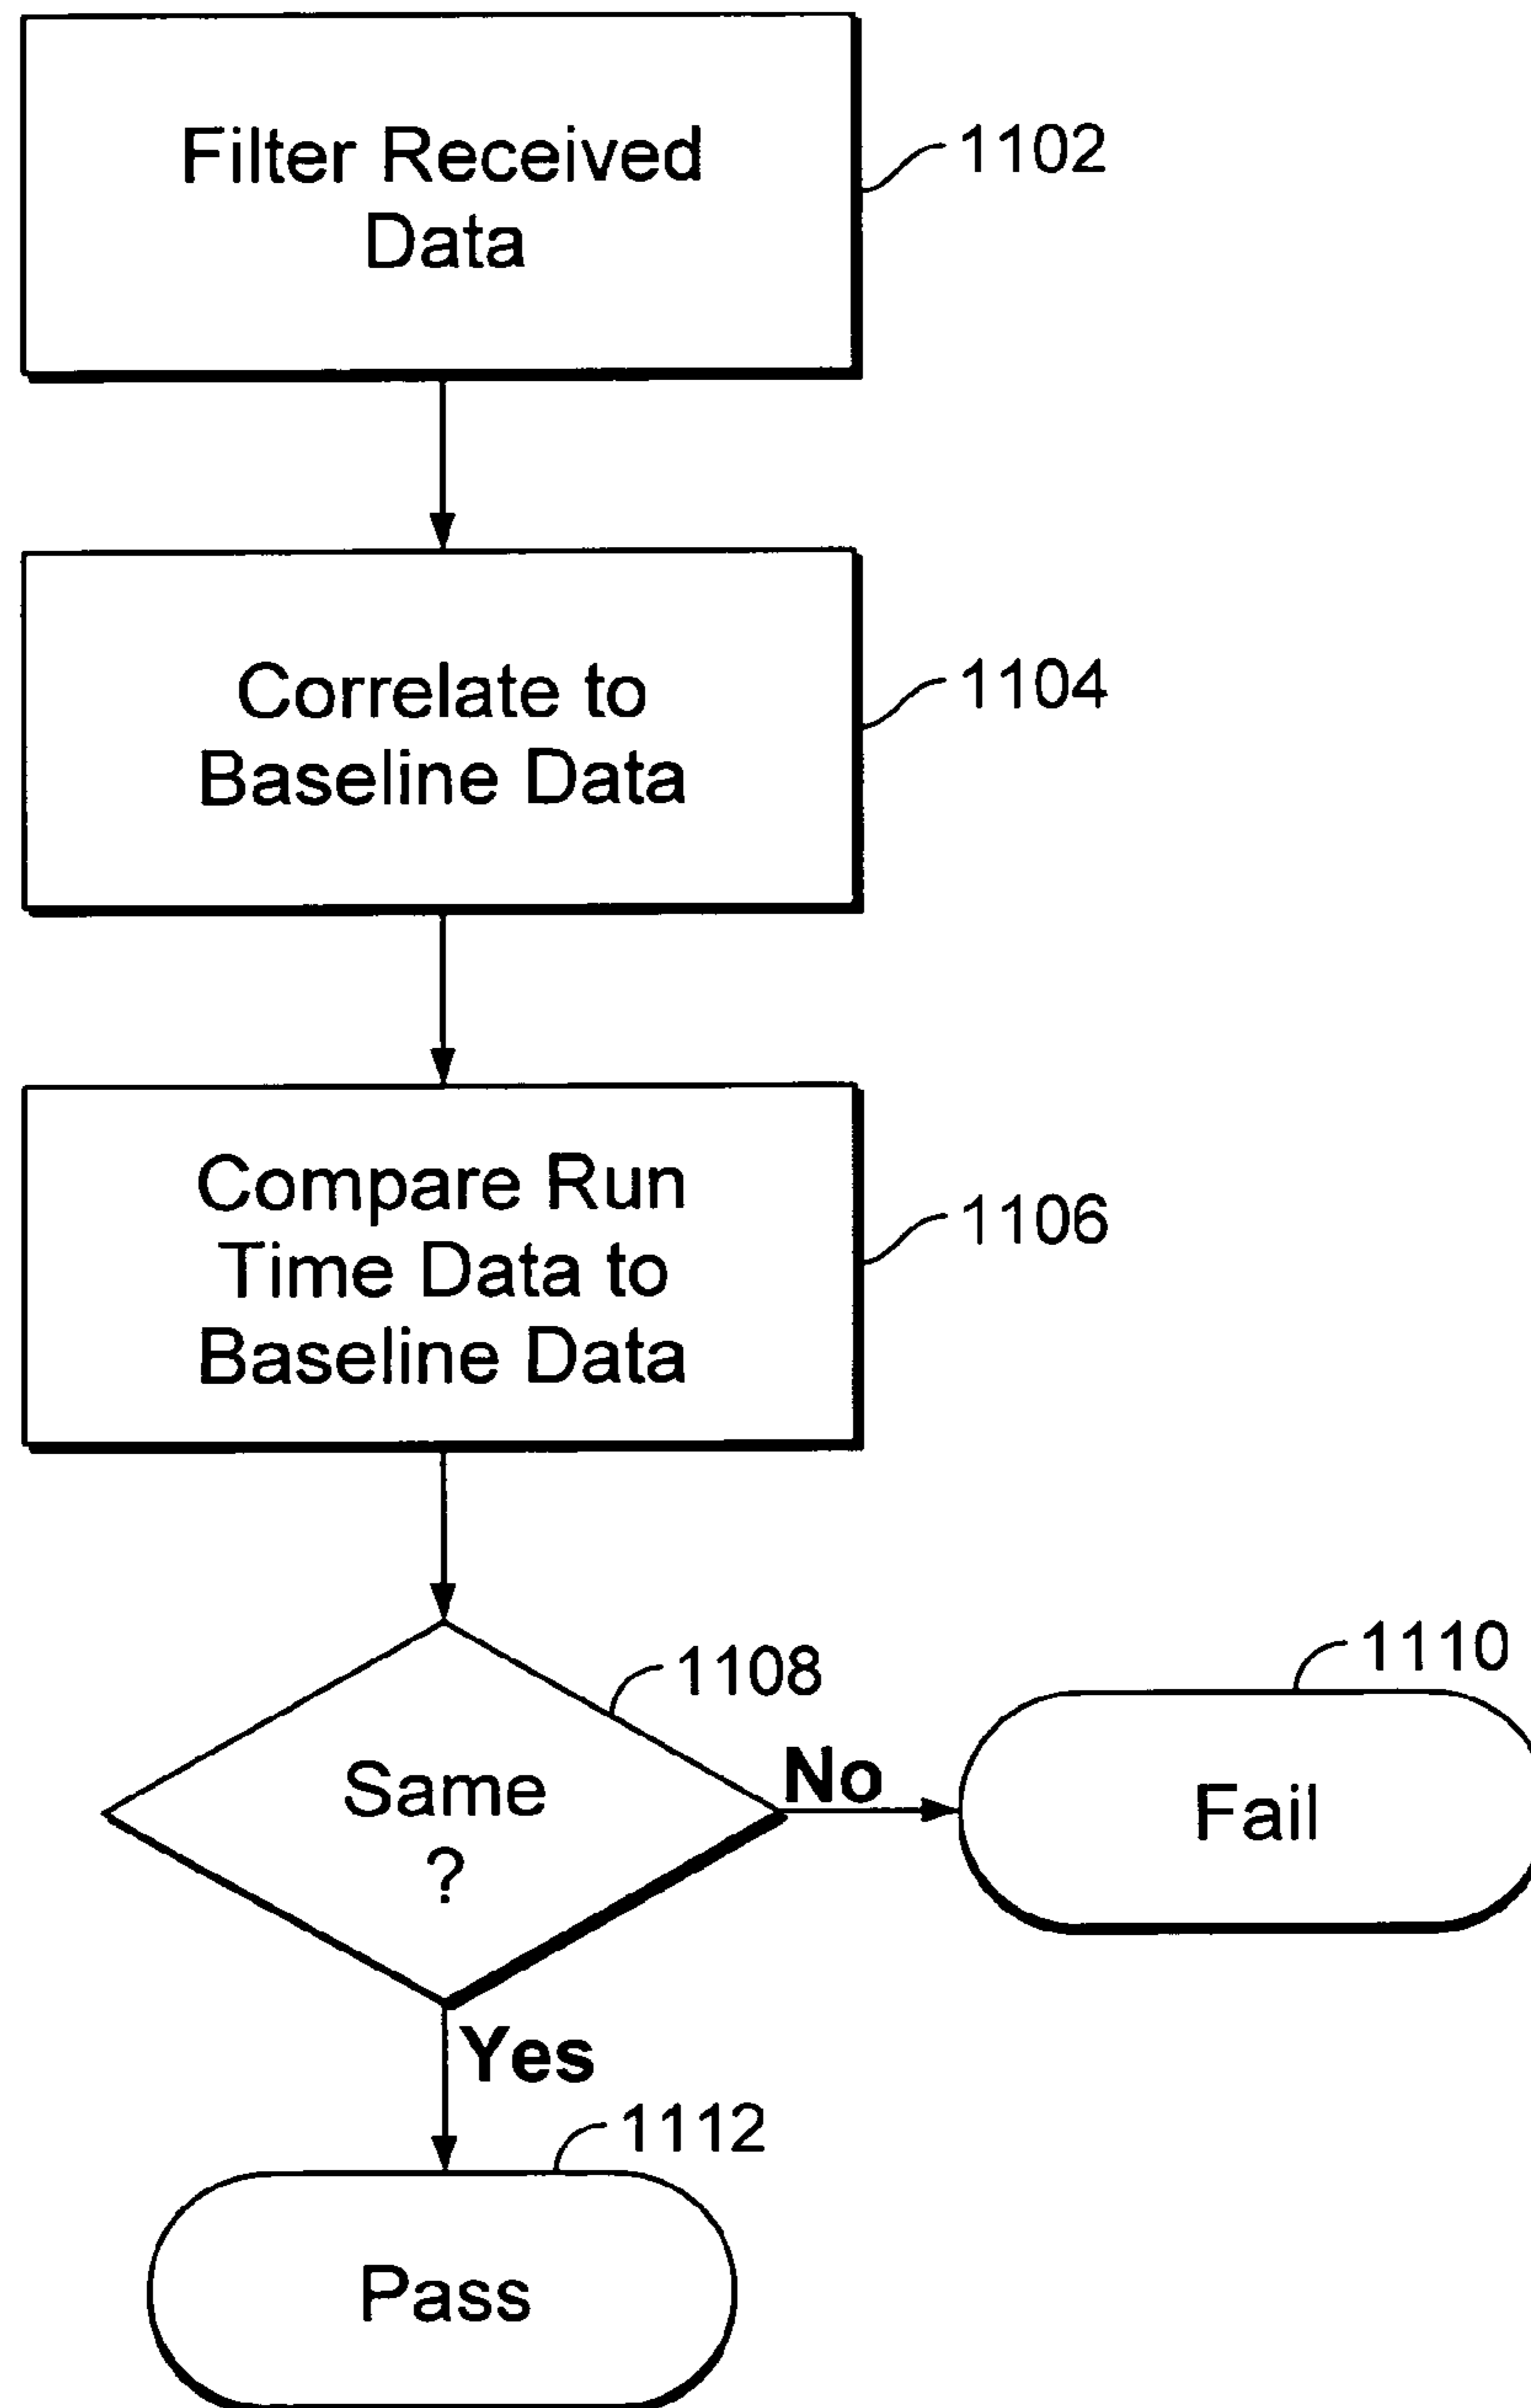 Filter Received
Data
1102
Correlate to
Baseline Data
1104
Compare Run
Time Data to
Baseline Data
1106
1108
Same
?
No
1110
Fail
Yes
1112
Pass